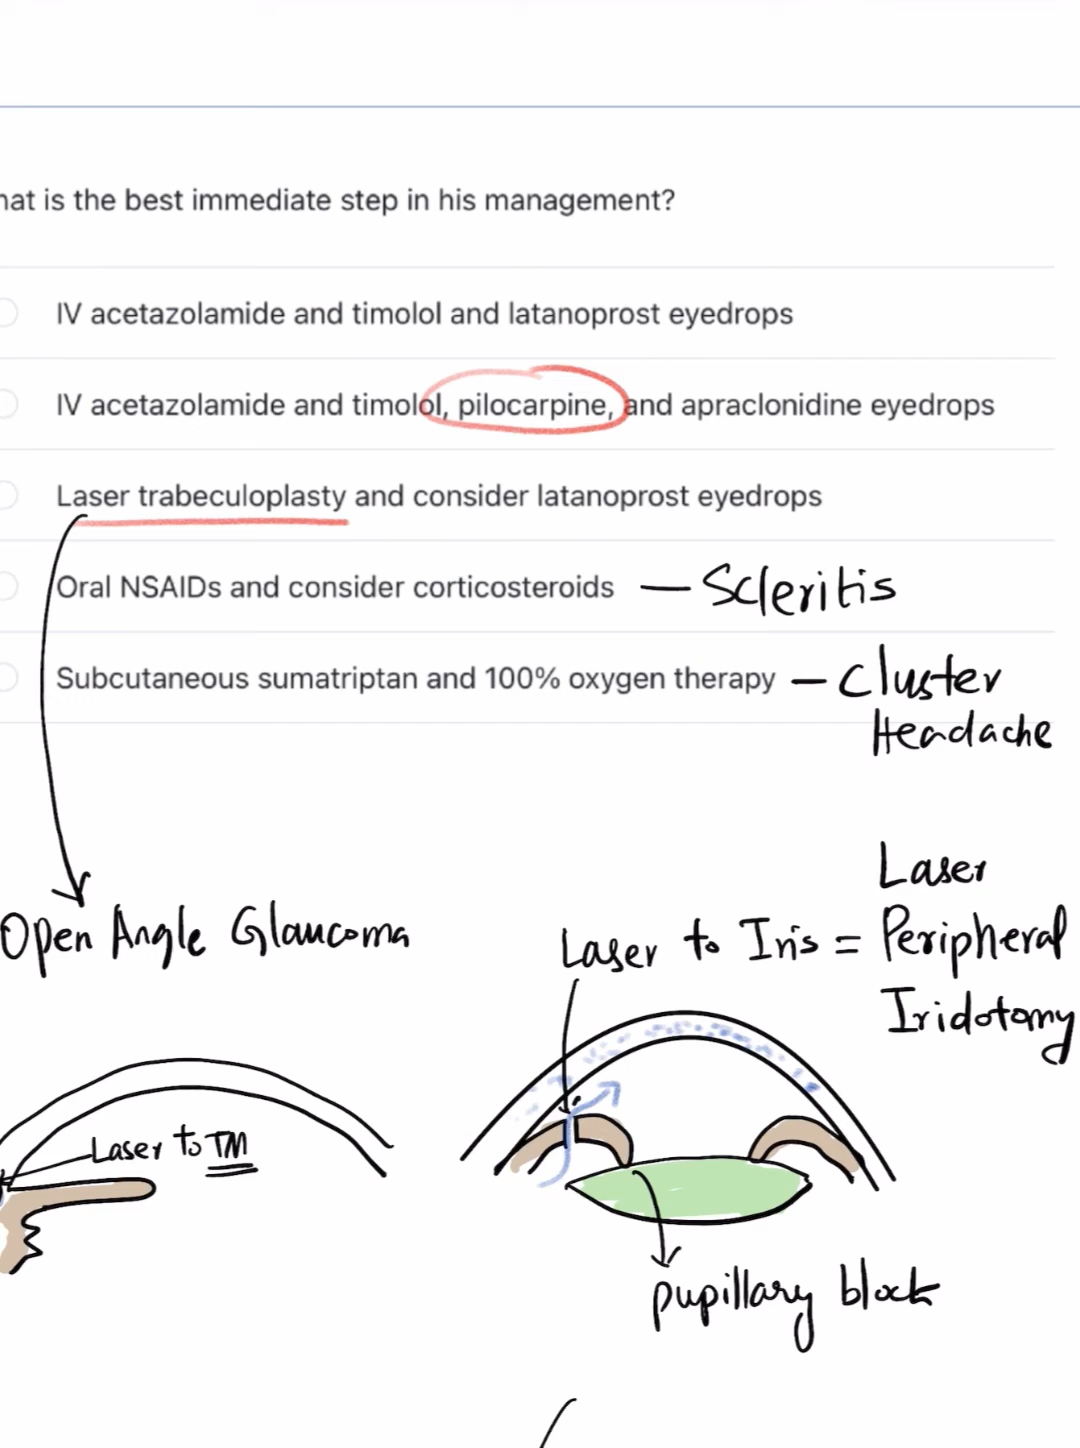 hat is the best immediate step in his management?
IV acetazolamide and timolol and latanoprost eyedrops
IV acetazolamide and timolol, pilocarpine, and apraclonidine eyedrops
Laser trabeculoplasty and consider latanoprost eyedrops
Oral NSAIDs and consider corticosteroids — Scleritis
Subcutaneous sumatriptan and 100% oxygen therapy — Cluster
Headache
Open Angle Glaucoma
Laser to Iris = Laser
Peripheral
Iridotomy
Laser to TM
pupillary block